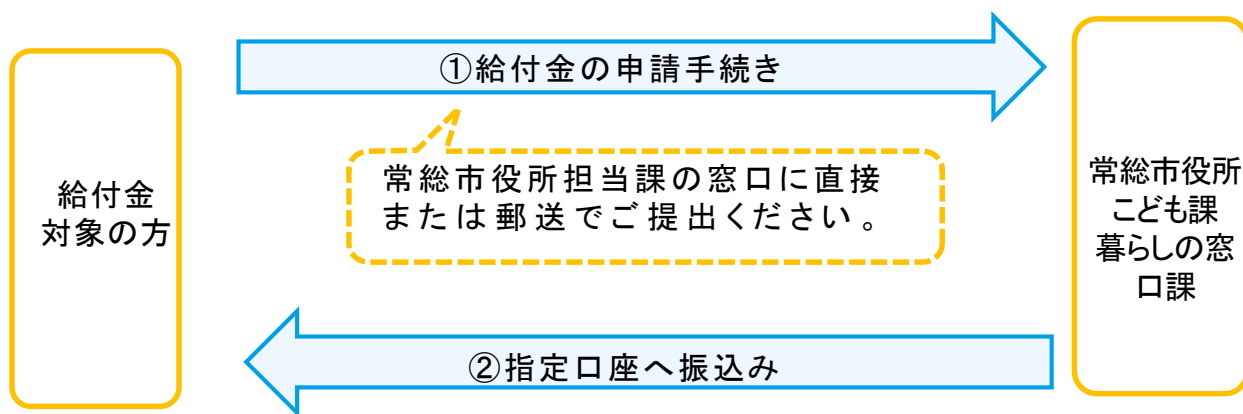 ①給付金の申請手続き
給付金
対象の方
常総市役所担当課の窓口に直接
または郵送でご提出ください。
常総市役所
こども課
暮らしの窓
口課
②指定口座へ振込み